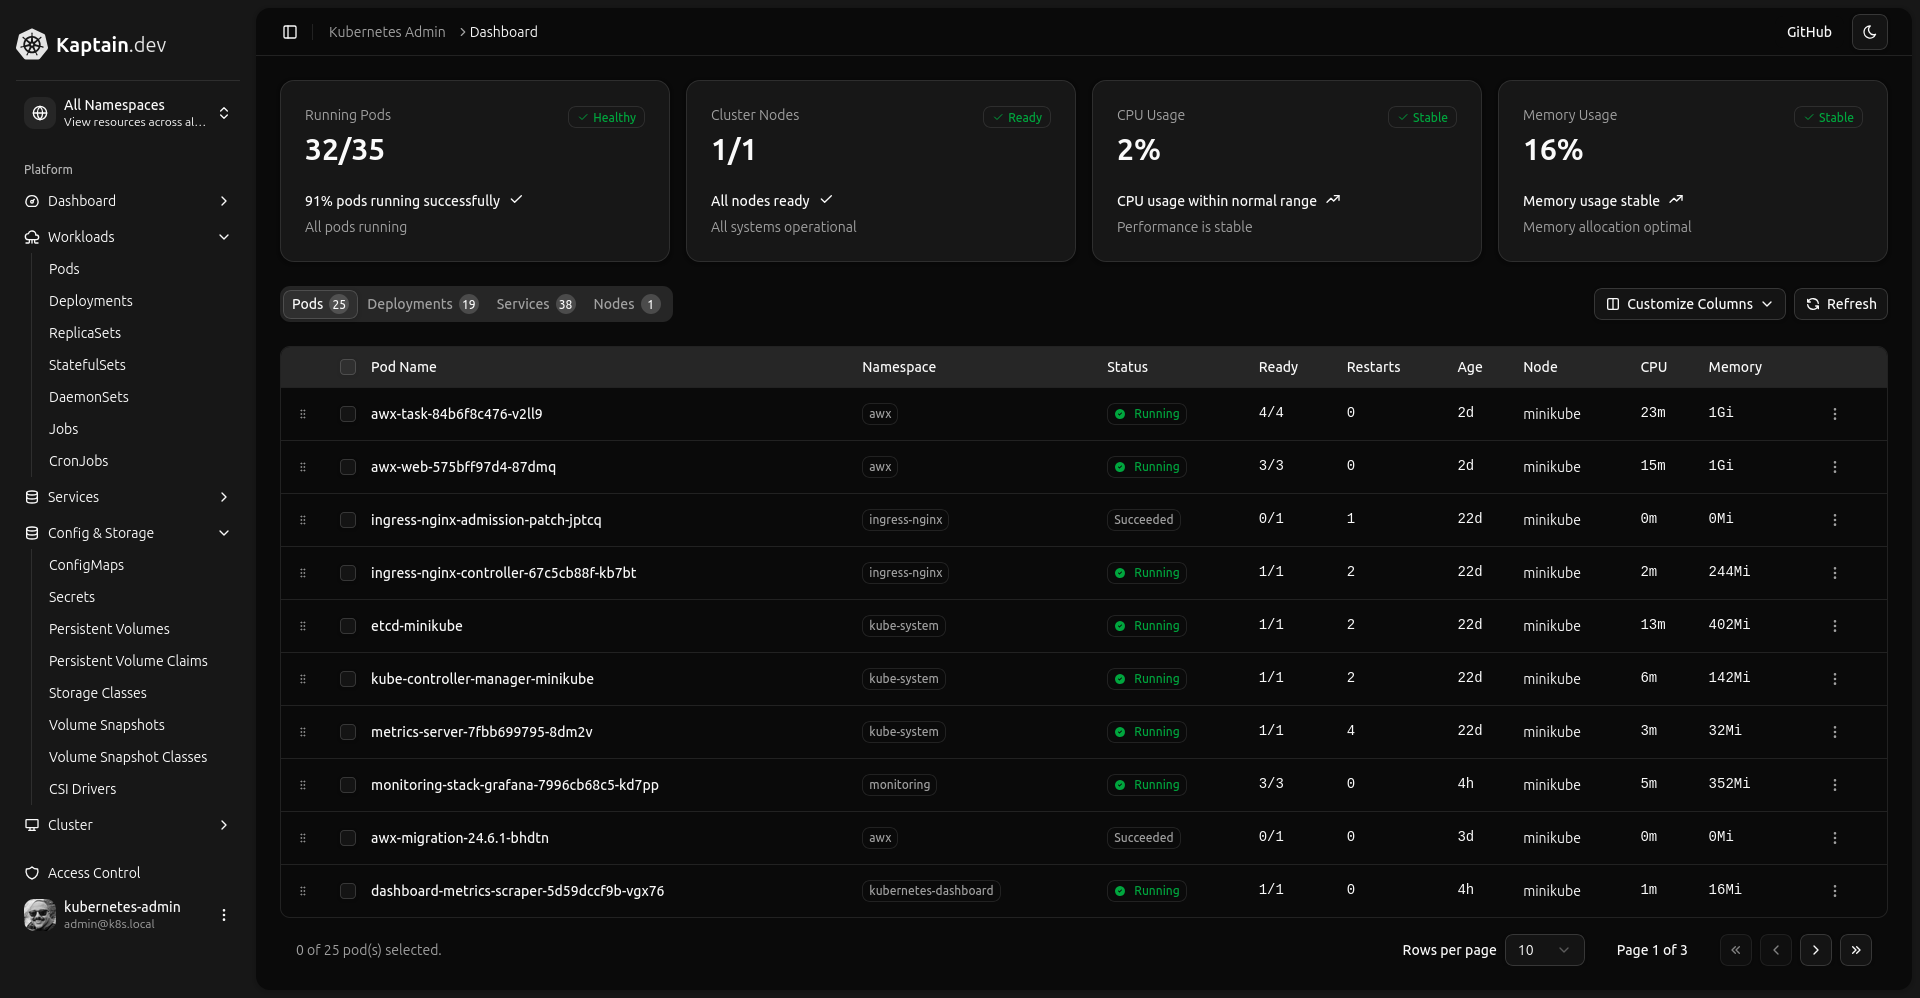 Kaptain.dev
All Namespaces
View resources across al...
Platform
Dashboard
Workloads
Pods
Deployments
ReplicaSets
StatefulSets
DaemonSets
Jobs
CronJobs
Services
Config & Storage
ConfigMaps
Secrets
Persistent Volumes
Persistent Volume Claims
Storage Classes
Volume Snapshots
Volume Snapshot Classes
CSI Drivers
Cluster
Access Control
kubernetes-admin
admin@k8s.local
Kubernetes Admin > Dashboard GitHub
Running Pods Healthy
32/35
91% pods running successfully
All pods running
Cluster Nodes Ready
1/1
All nodes ready
All systems operational
CPU Usage Stable
2%
CPU usage within normal range
Performance is stable
Memory Usage Stable
16%
Memory usage stable
Memory allocation optimal
Pods 25 Deployments 19 Services 38 Nodes 1 Customize Columns Refresh
Pod Name Namespace Status Ready Restarts Age Node CPU Memory
awx-task-84b6f8c476-v2ll9 awx Running 4/4 0 2d minikube 23m 1Gi
awx-web-575bff97d4-87dmq awx Running 3/3 0 2d minikube 15m 1Gi
ingress-nginx-admission-patch-jptcq ingress-nginx Succeeded 0/1 1 22d minikube 0m 0Mi
ingress-nginx-controller-67c5cb88f-kb7bt ingress-nginx Running 1/1 2 22d minikube 2m 244Mi
etcd-minikube kube-system Running 1/1 2 22d minikube 13m 402Mi
kube-controller-manager-minikube kube-system Running 1/1 2 22d minikube 6m 142Mi
metrics-server-7fbb699795-8dm2v kube-system Running 1/1 4 22d minikube 3m 32Mi
monitoring-stack-grafana-7996cb68c5-kd7pp monitoring Running 3/3 0 4h minikube 5m 352Mi
awx-migration-24.6.1-bhdtn awx Succeeded 0/1 0 3d minikube 0m 0Mi
dashboard-metrics-scraper-5d59dccf9b-vgx76 kubernetes-dashboard Running 1/1 0 4h minikube 1m 16Mi
0 of 25 pod(s) selected. Rows per page 10 Page 1 of 3